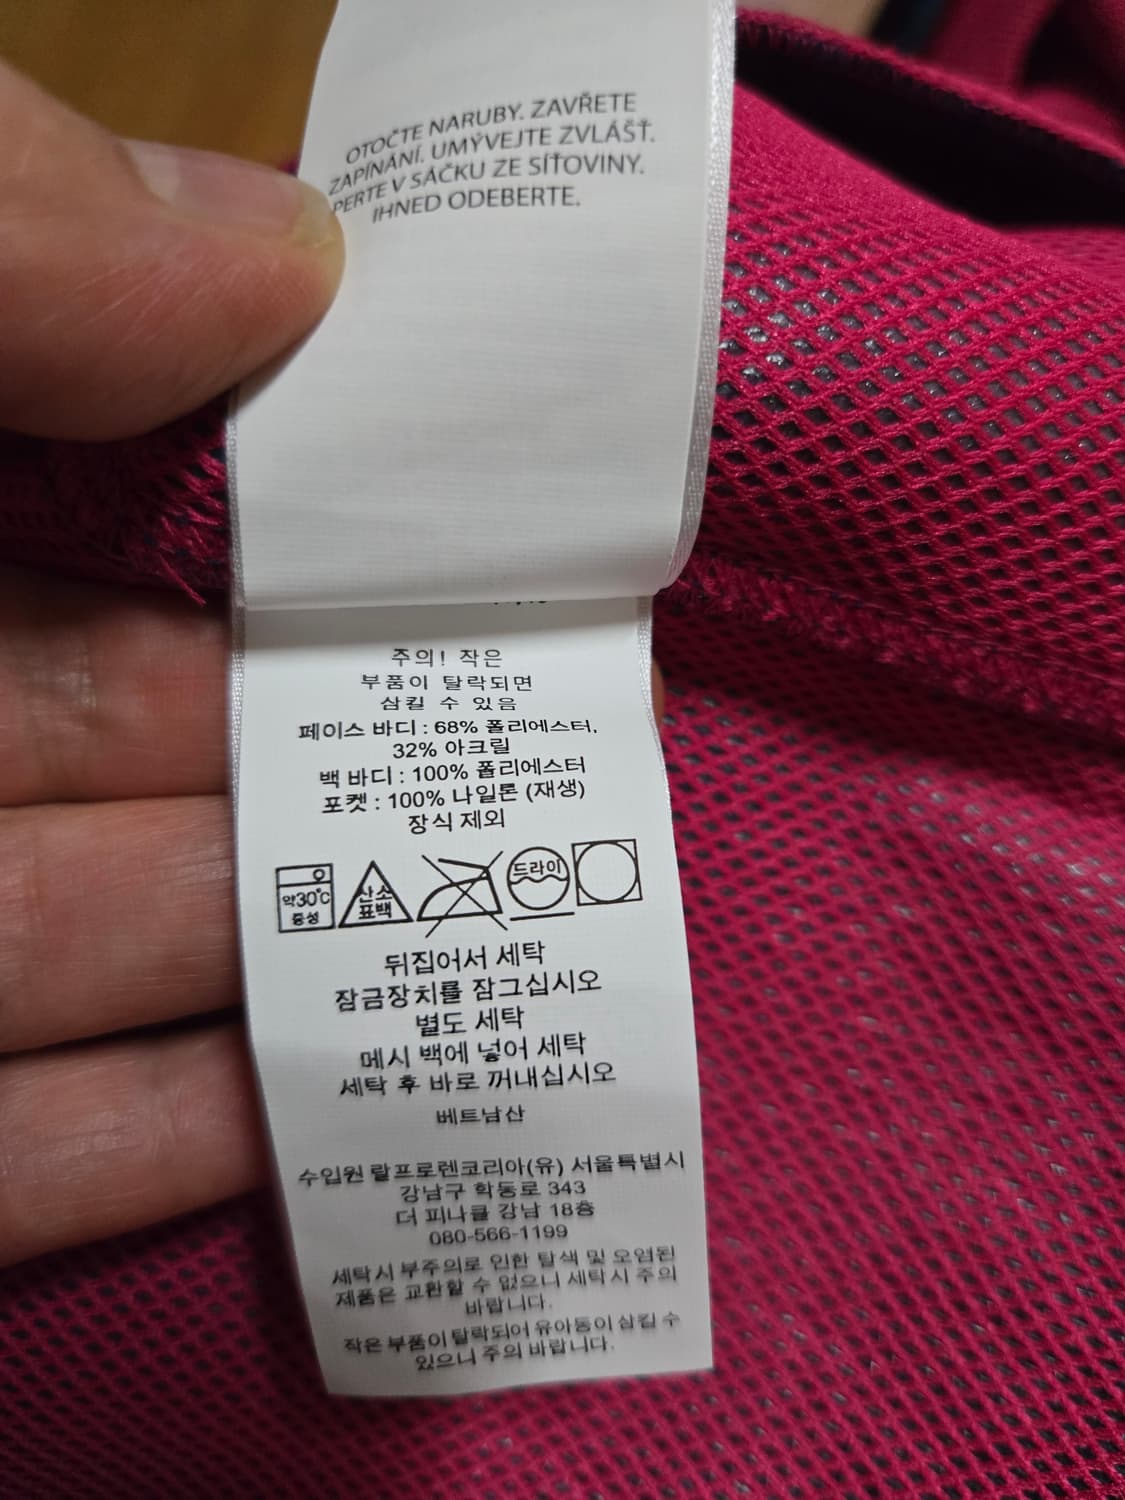 OTOČTE NARUBY. ZAVŘETE
ZAPÍNÁNÍ. UMÝVEJTE ZVLÁŠŤ.
PERTE V SÁČKU ZE SÍŤOVINY.
IHNED ODEBERTE.
주의! 작은
부품이 탈락되면
삼킬 수 있음
페이스 바디 : 68% 폴리에스터,
32% 아크릴
백 바디 : 100% 폴리에스터
포켓 : 100% 나일론 (재생)
장식 제외
약30℃
중성
산소
표백
드라이
뒤집어서 세탁
잠금장치를 잠그십시오
별도 세탁
메시 백에 넣어 세탁
세탁 후 바로 꺼내십시오
베트남산
수입원 랄프로렌코리아(유) 서울특별시
강남구 학동로 343
더 피나클 강남 18층
080-566-1199
세탁시 부주의로 인한 탈색 및 오염된
제품은 교환할 수 없으니 세탁시 주의
바랍니다.
작은 부품이 탈락되어 유아동이 삼킬 수
있으니 주의 바랍니다.